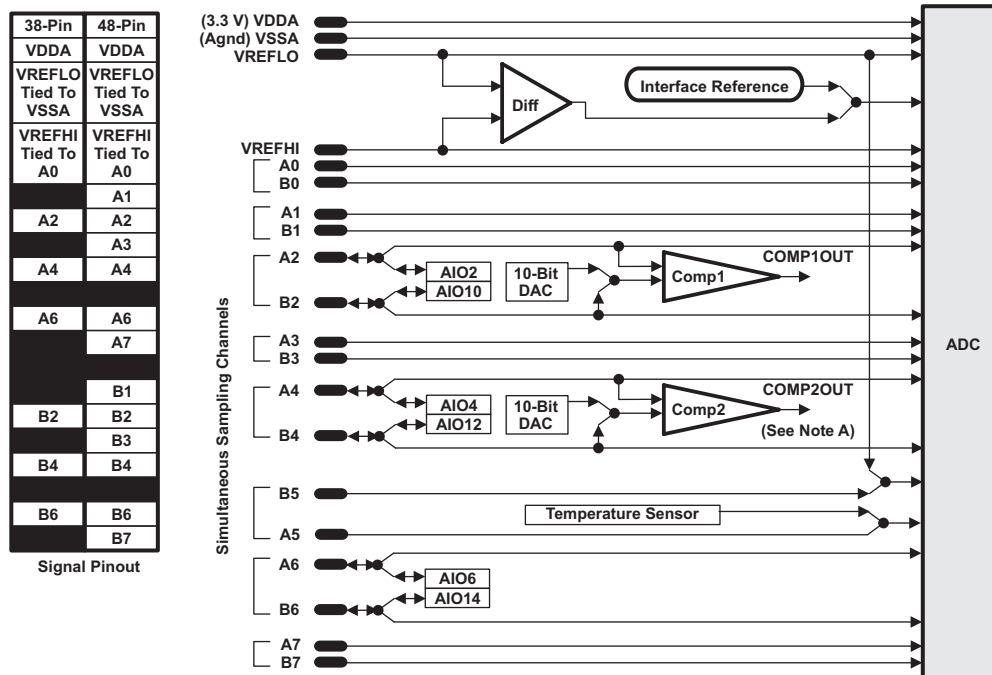 38-Pin 48-Pin
VDDA VDDA
VREFLO VREFLO
Tied To Tied To
VSSA VSSA
VREFHI VREFHI
Tied To Tied To
A0 A0
A1
A2 A2
A3
A4 A4
A6 A6
A7
B1
B2 B2
B3
B4 B4
B6 B6
B7
Signal Pinout
Simultaneous Sampling Channels
(3.3 V) VDDA
(Agnd) VSSA
VREFLO
Interface Reference
Diff
VREFHI
A0
B0
A1
B1
A2
AIO2
AIO10
B2
10-Bit
DAC
Comp1
COMP1OUT
A3
B3
ADC
A4
AIO4
AIO12
B4
10-Bit
DAC
Comp2
COMP2OUT
(See Note A)
B5
Temperature Sensor
A5
A6
AIO6
AIO14
B6
A7
B7